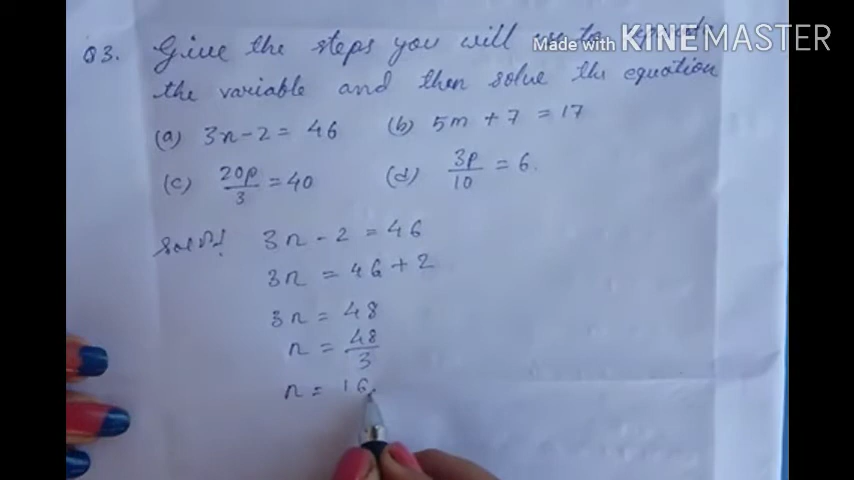 Q3. Give the steps you will use to
Made with KINEMASTER
the variable and then solve the equation
(a) 3n - 2 = 46 (b) 5m + 7 = 17
(c) 20p/3 = 40 (d) 3p/10 = 6.
3n - 2 = 46
3n = 46 + 2
3n = 48
n = 48/3
n = 16